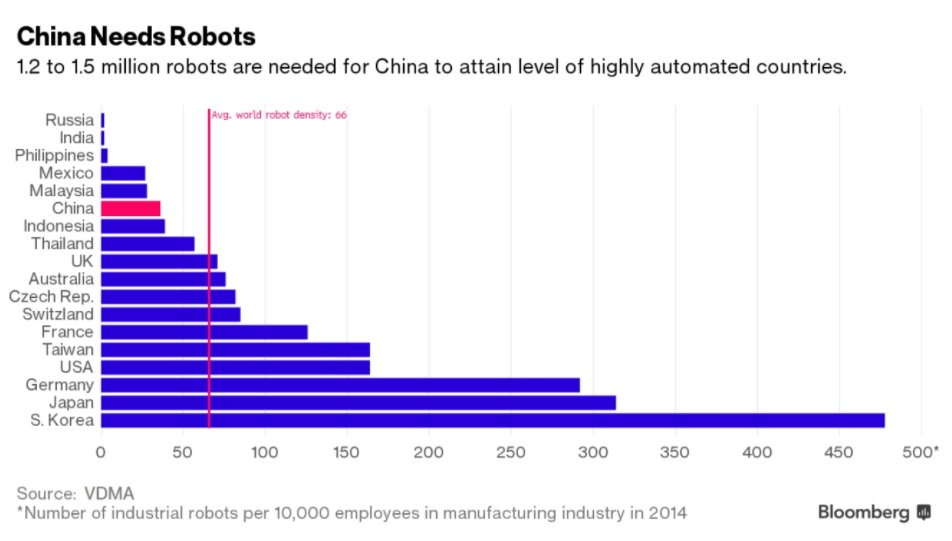 China Needs Robots
1.2 to 1.5 million robots are needed for China to attain level of highly automated countries.
Avg. world robot density: 66
Russia
India
Philippines
Mexico
Malaysia
China
Indonesia
Thailand
UK
Australia
Czech Rep.
Switzland
France
Taiwan
USA
Germany
Japan
S. Korea
0 50 100 150 200 250 300 350 400 450 500*
Source: VDMA
*Number of industrial robots per 10,000 employees in manufacturing industry in 2014
Bloomberg